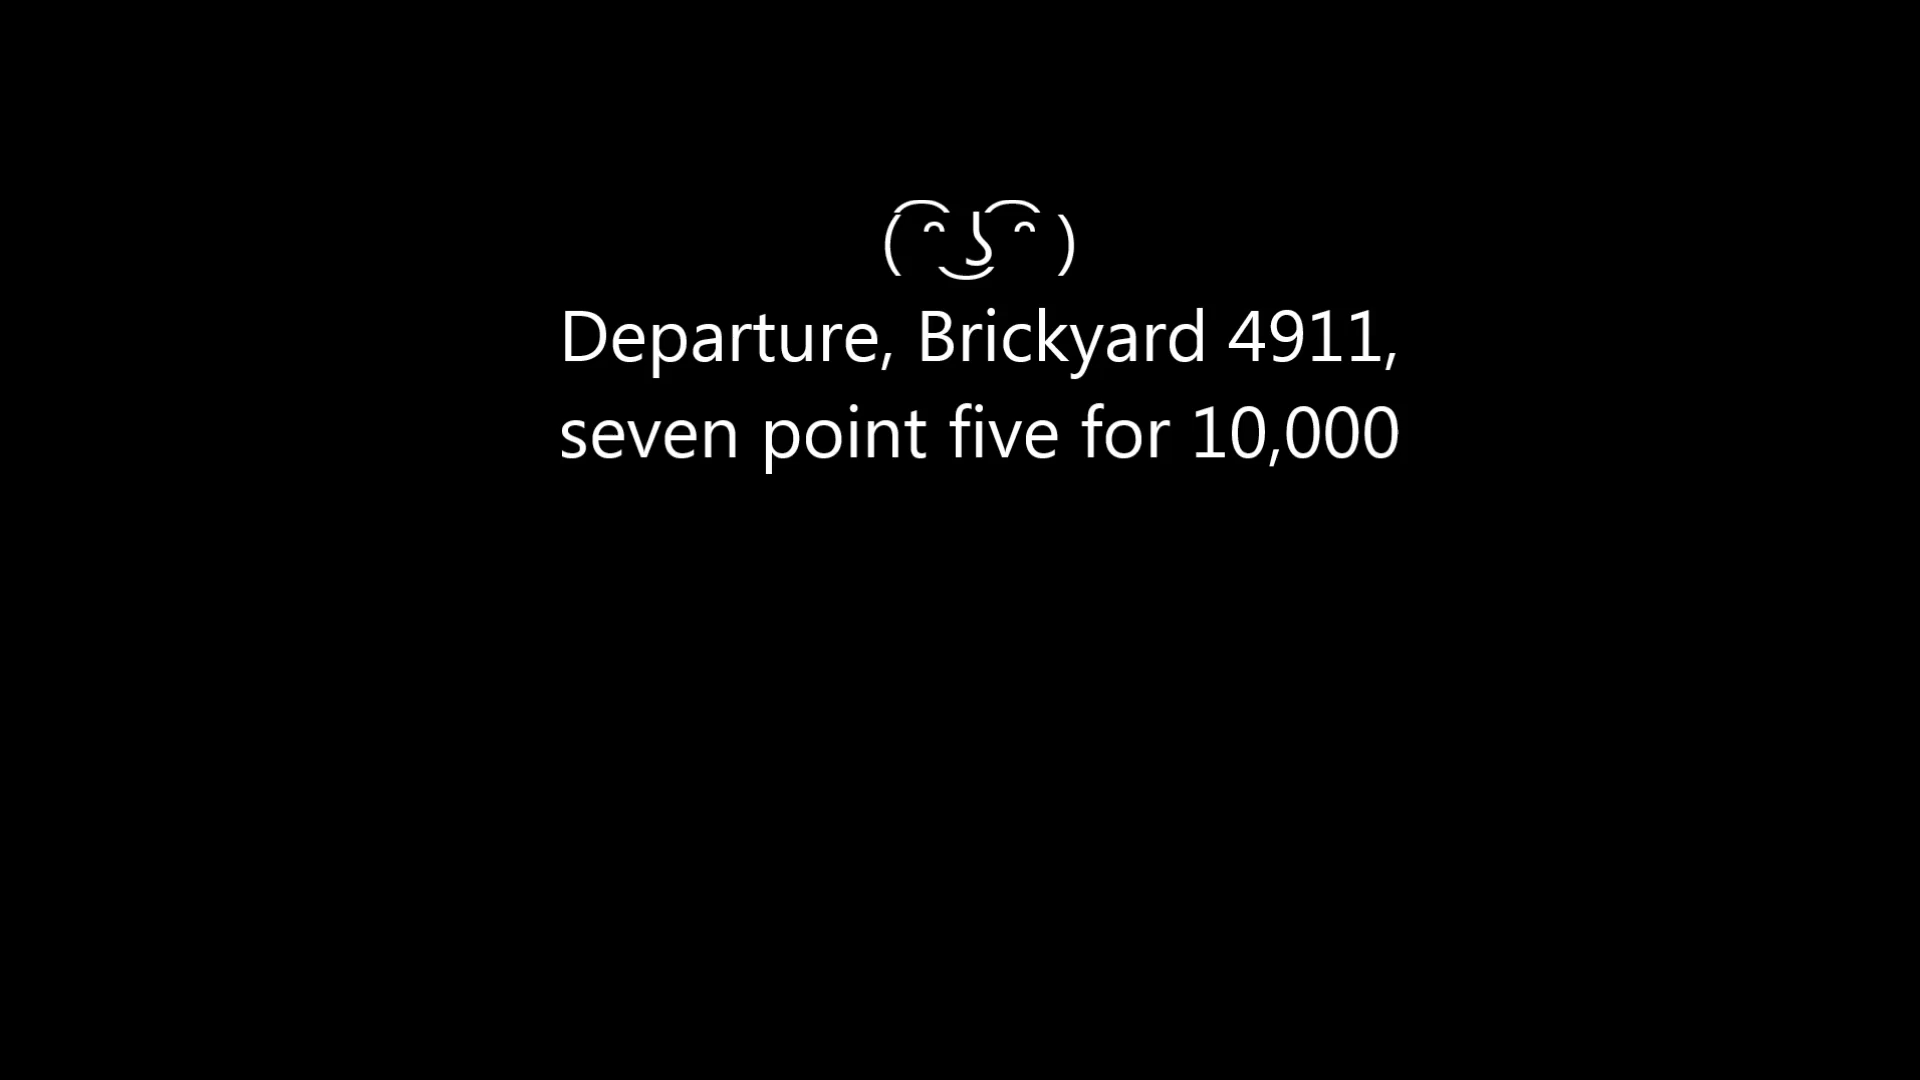 ( ͡° ͜ʖ ͡° )
Departure, Brickyard 4911,
seven point five for 10,000